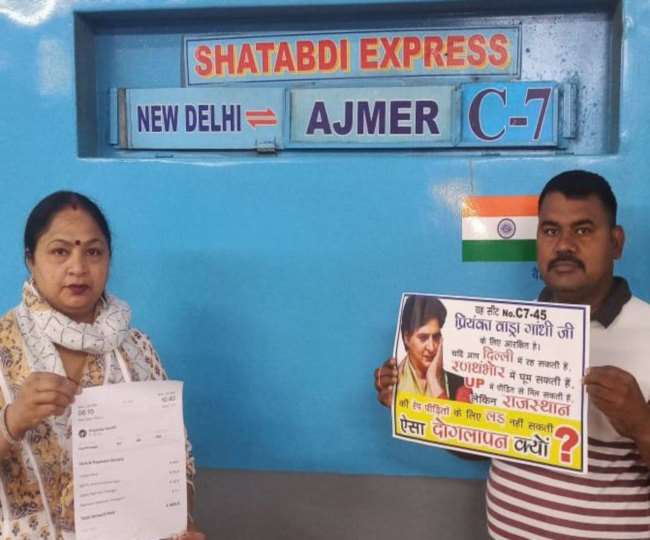 SHATABDI EXPRESS
NEW DELHI ⇌ AJMER C-7
यह सीट No.C7-45
प्रियंका वाड्रा गांधी जी
के लिए आरक्षित है।
यदि आप दिल्ली में रह सकती हैं,
रणथंभौर में घूम सकती हैं,
UP में पीड़ित से मिल सकती हैं,
लेकिन राजस्थान
की रेप पीड़ितों के लिए लड़ नहीं सकती
ऐसा दोगलापन क्यों ?